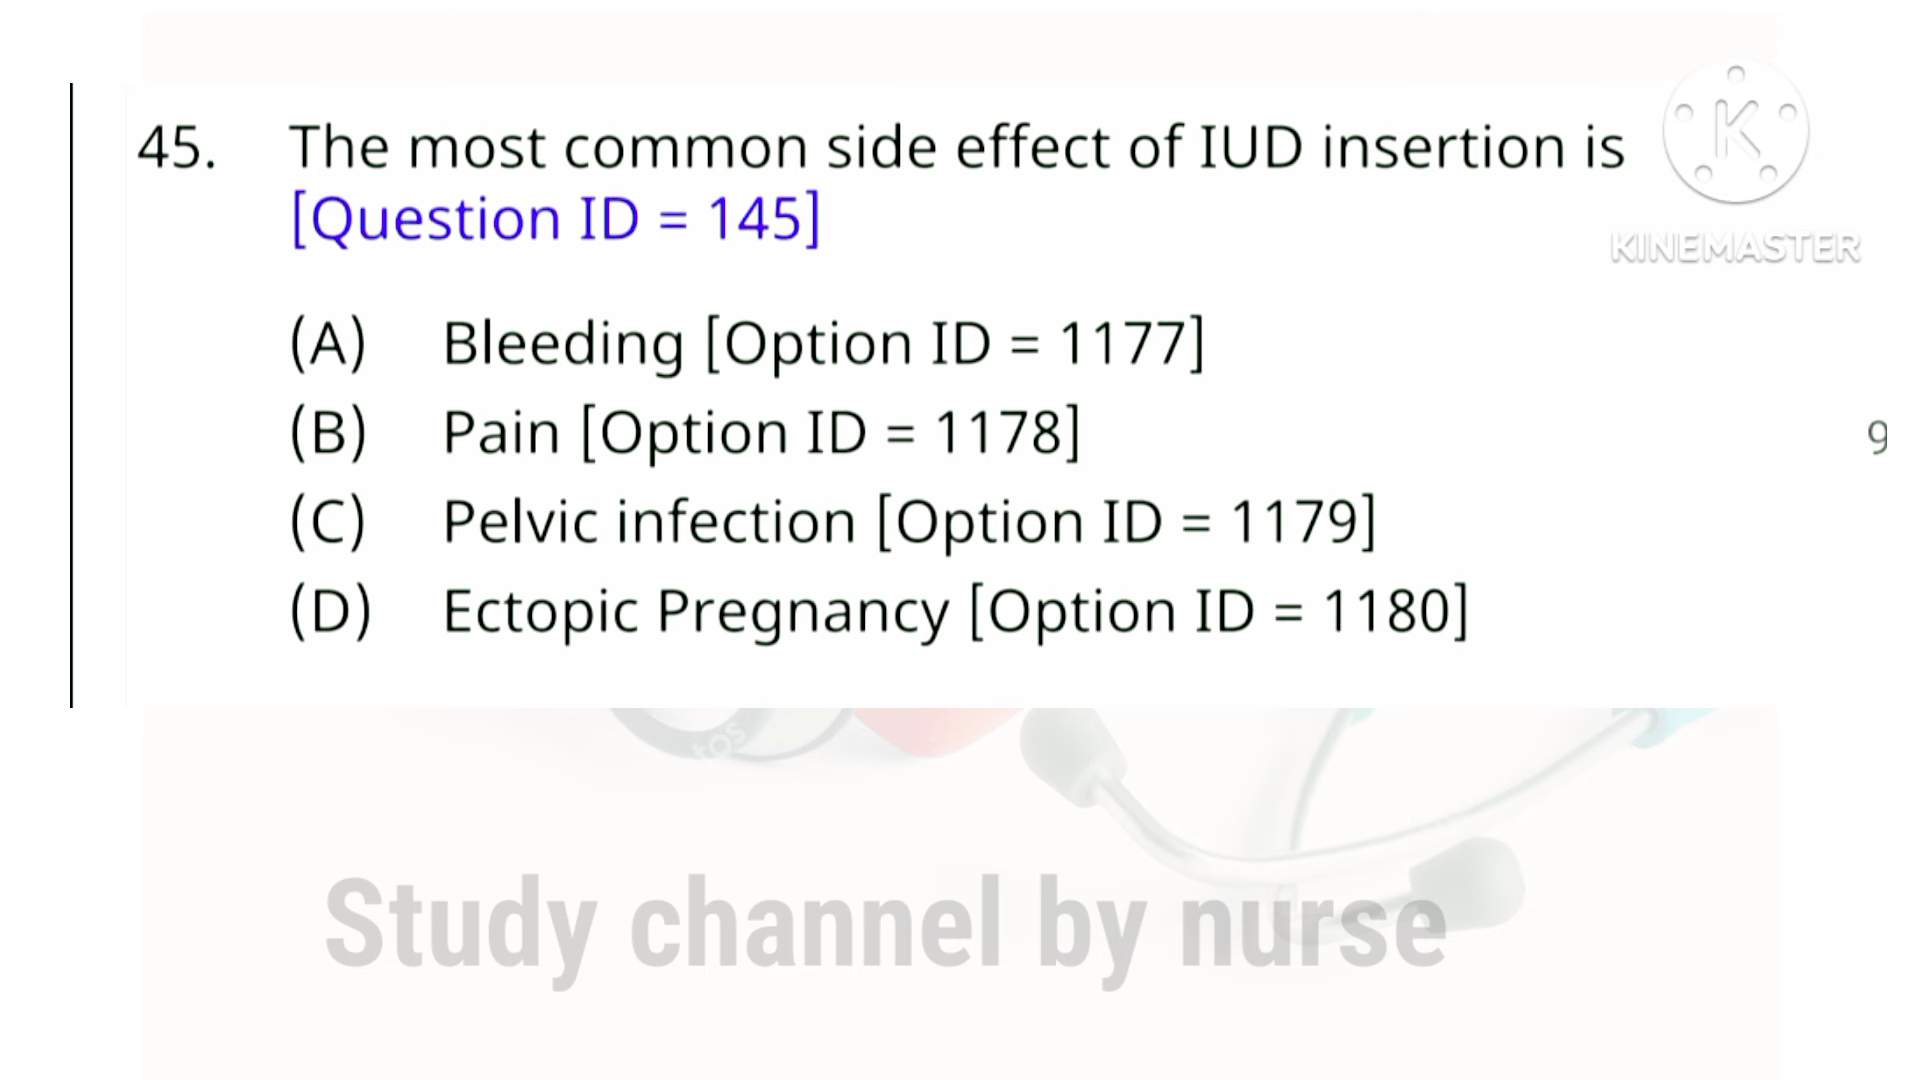 45. The most common side effect of IUD insertion is
[Question ID = 145]
(A) Bleeding [Option ID = 1177]
(B) Pain [Option ID = 1178]
(C) Pelvic infection [Option ID = 1179]
(D) Ectopic Pregnancy [Option ID = 1180]
9
K
KINEMASTER
tos
Study channel by nurse